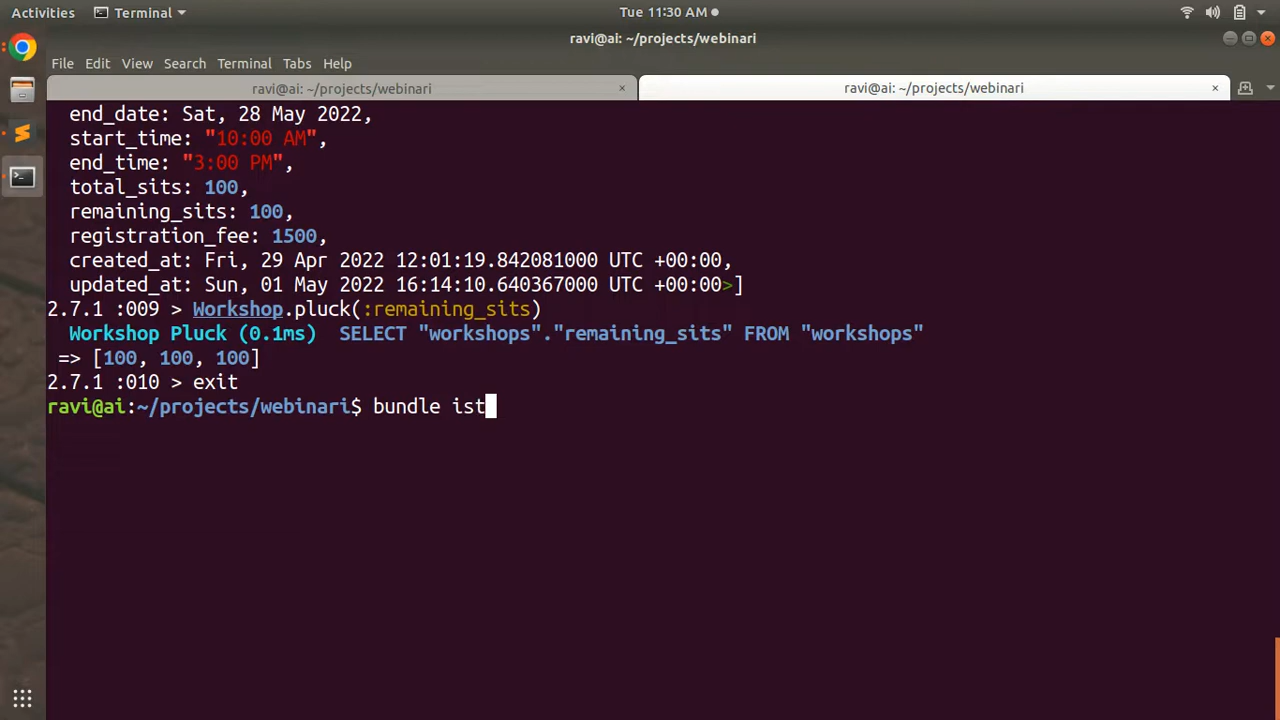 Activities Terminal Tue 11:30 AM
ravi@ai: ~/projects/webinari
File Edit View Search Terminal Tabs Help
ravi@ai: ~/projects/webinari × ravi@ai: ~/projects/webinari ×
end_date: Sat, 28 May 2022,
start_time: "10:00 AM",
end_time: "3:00 PM",
total_sits: 100,
remaining_sits: 100,
registration_fee: 1500,
created_at: Fri, 29 Apr 2022 12:01:19.842081000 UTC +00:00,
updated_at: Sun, 01 May 2022 16:14:10.640367000 UTC +00:00>]
2.7.1 :009 > Workshop.pluck(:remaining_sits)
Workshop Pluck (0.1ms) SELECT "workshops"."remaining_sits" FROM "workshops"
=> [100, 100, 100]
2.7.1 :010 > exit
ravi@ai:~/projects/webinari$ bundle ist